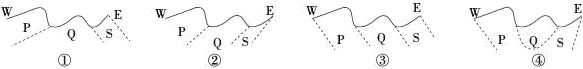 W P Q S E W P Q S E W P Q S E W P Q S E
① ② ③ ④